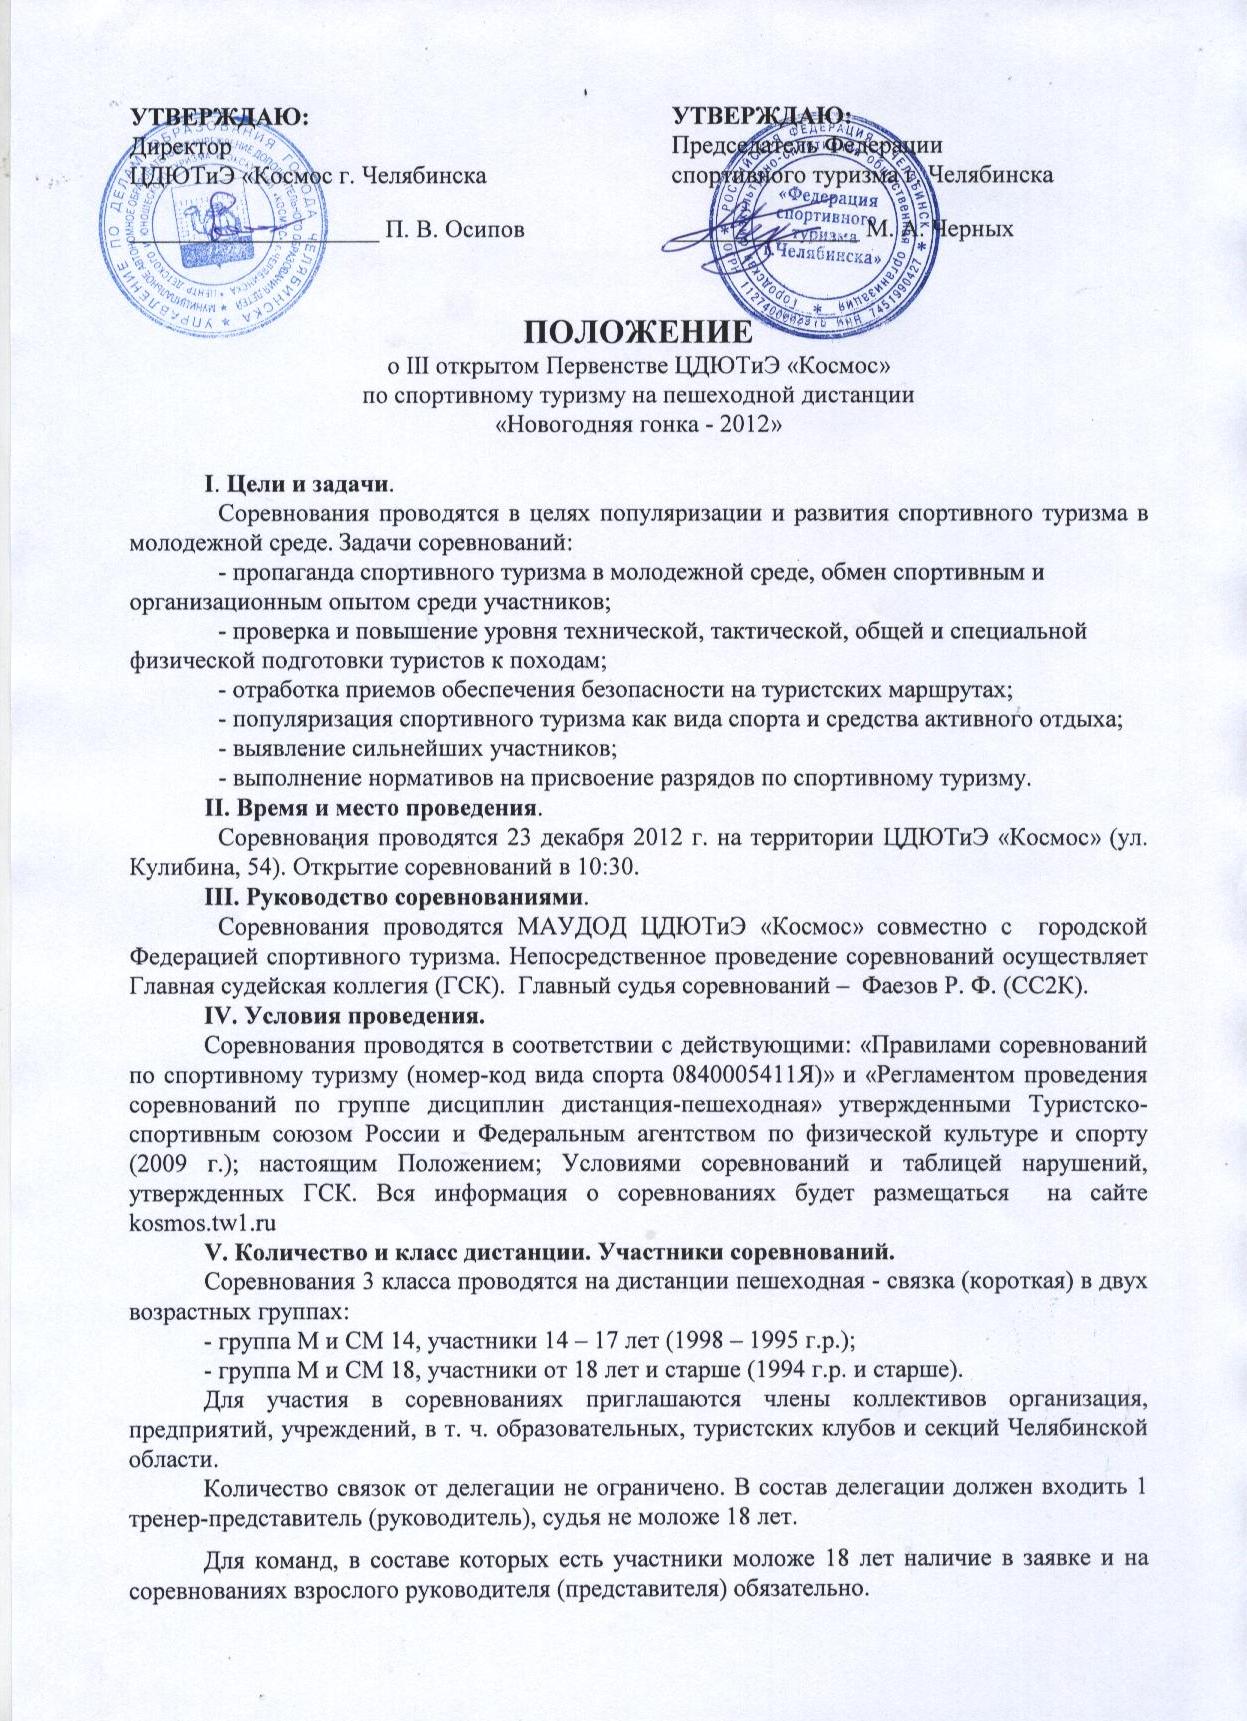 УТВЕРЖДАЮ:
Директор
ЦДЮТиЭ «Космос г. Челябинска
П. В. Осипов
УТВЕРЖДАЮ:
Председатель Федерации
спортивного туризма г. Челябинска
М. А. Черных
«Федерация
спортивного
туризма
г.Челябинска»
ПОЛОЖЕНИЕ
о III открытом Первенстве ЦДЮТиЭ «Космос»
по спортивному туризму на пешеходной дистанции
«Новогодняя гонка - 2012»
I. Цели и задачи.
Соревнования проводятся в целях популяризации и развития спортивного туризма в
молодежной среде. Задачи соревнований:
- пропаганда спортивного туризма в молодежной среде, обмен спортивным и
организационным опытом среди участников;
- проверка и повышение уровня технической, тактической, общей и специальной
физической подготовки туристов к походам;
- отработка приемов обеспечения безопасности на туристских маршрутах;
- популяризация спортивного туризма как вида спорта и средства активного отдыха;
- выявление сильнейших участников;
- выполнение нормативов на присвоение разрядов по спортивному туризму.
II. Время и место проведения.
Соревнования проводятся 23 декабря 2012 г. на территории ЦДЮТиЭ «Космос» (ул.
Кулибина, 54). Открытие соревнований в 10:30.
III. Руководство соревнованиями.
Соревнования проводятся МАУДОД ЦДЮТиЭ «Космос» совместно с городской
Федерацией спортивного туризма. Непосредственное проведение соревнований осуществляет
Главная судейская коллегия (ГСК). Главный судья соревнований – Фаезов Р. Ф. (СС2К).
IV. Условия проведения.
Соревнования проводятся в соответствии с действующими: «Правилами соревнований
по спортивному туризму (номер-код вида спорта 0840005411Я)» и «Регламентом проведения
соревнований по группе дисциплин дистанция-пешеходная» утвержденными Туристско-
спортивным союзом России и Федеральным агентством по физической культуре и спорту
(2009 г.); настоящим Положением; Условиями соревнований и таблицей нарушений,
утвержденных ГСК. Вся информация о соревнованиях будет размещаться на сайте
kosmos.tw1.ru
V. Количество и класс дистанции. Участники соревнований.
Соревнования 3 класса проводятся на дистанции пешеходная - связка (короткая) в двух
возрастных группах:
- группа М и СМ 14, участники 14 – 17 лет (1998 – 1995 г.р.);
- группа М и СМ 18, участники от 18 лет и старше (1994 г.р. и старше).
Для участия в соревнованиях приглашаются члены коллективов организация,
предприятий, учреждений, в т. ч. образовательных, туристских клубов и секций Челябинской
области.
Количество связок от делегации не ограничено. В состав делегации должен входить 1
тренер-представитель (руководитель), судья не моложе 18 лет.
Для команд, в составе которых есть участники моложе 18 лет наличие в заявке и на
соревнованиях взрослого руководителя (представителя) обязательно.